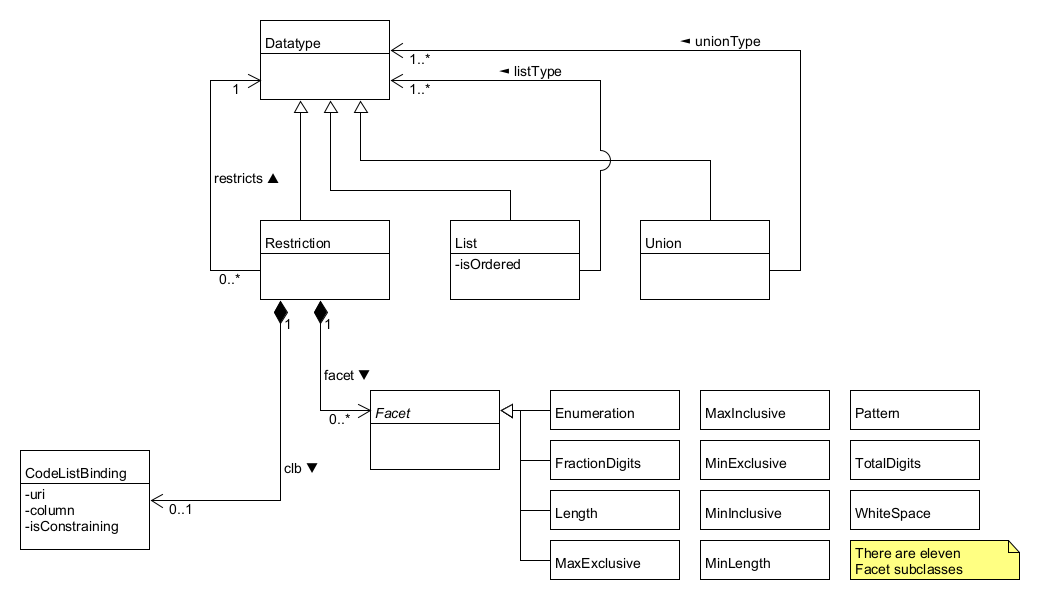 Datatype
◄ unionType
1..*
◄ listType
1..*
1
restricts ▲
Restriction
List
-isOrdered
Union
0..*
1
1
facet ▼
0..*
Facet
Enumeration
MaxInclusive
Pattern
FractionDigits
MinExclusive
TotalDigits
Length
MinInclusive
WhiteSpace
MaxExclusive
MinLength
There are eleven
Facet subclasses
clb ▼
0..1
CodeListBinding
-uri
-column
-isConstraining